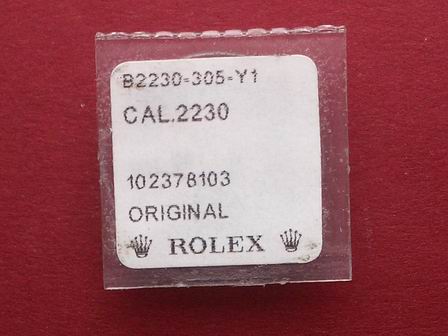 B2230-305-Y1
CAL.2230
102378103
ORIGINAL
ROLEX